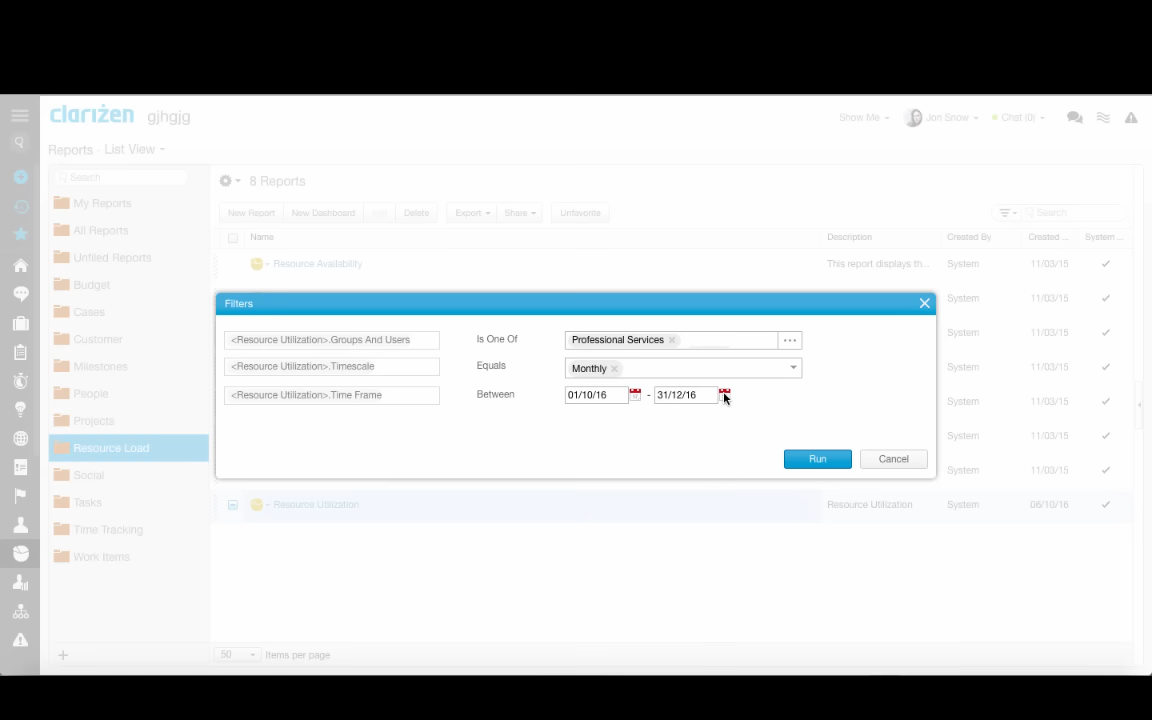 clarizen gjhgjg
Show Me Jon Snow Chat (0)
Reports · List View
Search
8 Reports
My Reports
All Reports
Unfiled Reports
Budget
Cases
Customer
Milestones
People
Projects
Resource Load
Social
Tasks
Time Tracking
Work Items
New Report New Dashboard Edit Delete Export Share Unfavorite
Search
Name Description Created By Created ... System ...
Resource Availability This report displays th... System 11/03/15
System 11/03/15
System 11/03/15
System 11/03/15
System 11/03/15
System 11/03/15
System 11/03/15
Resource Utilization Resource Utilization System 06/10/16
Filters
<Resource Utilization>.Groups And Users Is One Of Professional Services
<Resource Utilization>.Timescale Equals Monthly
<Resource Utilization>.Time Frame Between 01/10/16 - 31/12/16
Run Cancel
50 Items per page